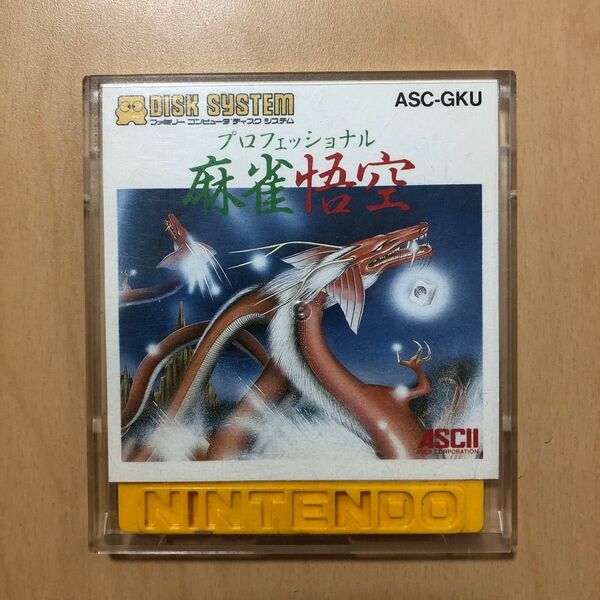 DISK SYSTEM
ファミリー コンピュータ ディスク システム
ASC-GKU
プロフェッショナル
麻雀悟空
ASCII
ASCII CORPORATION
NINTENDO